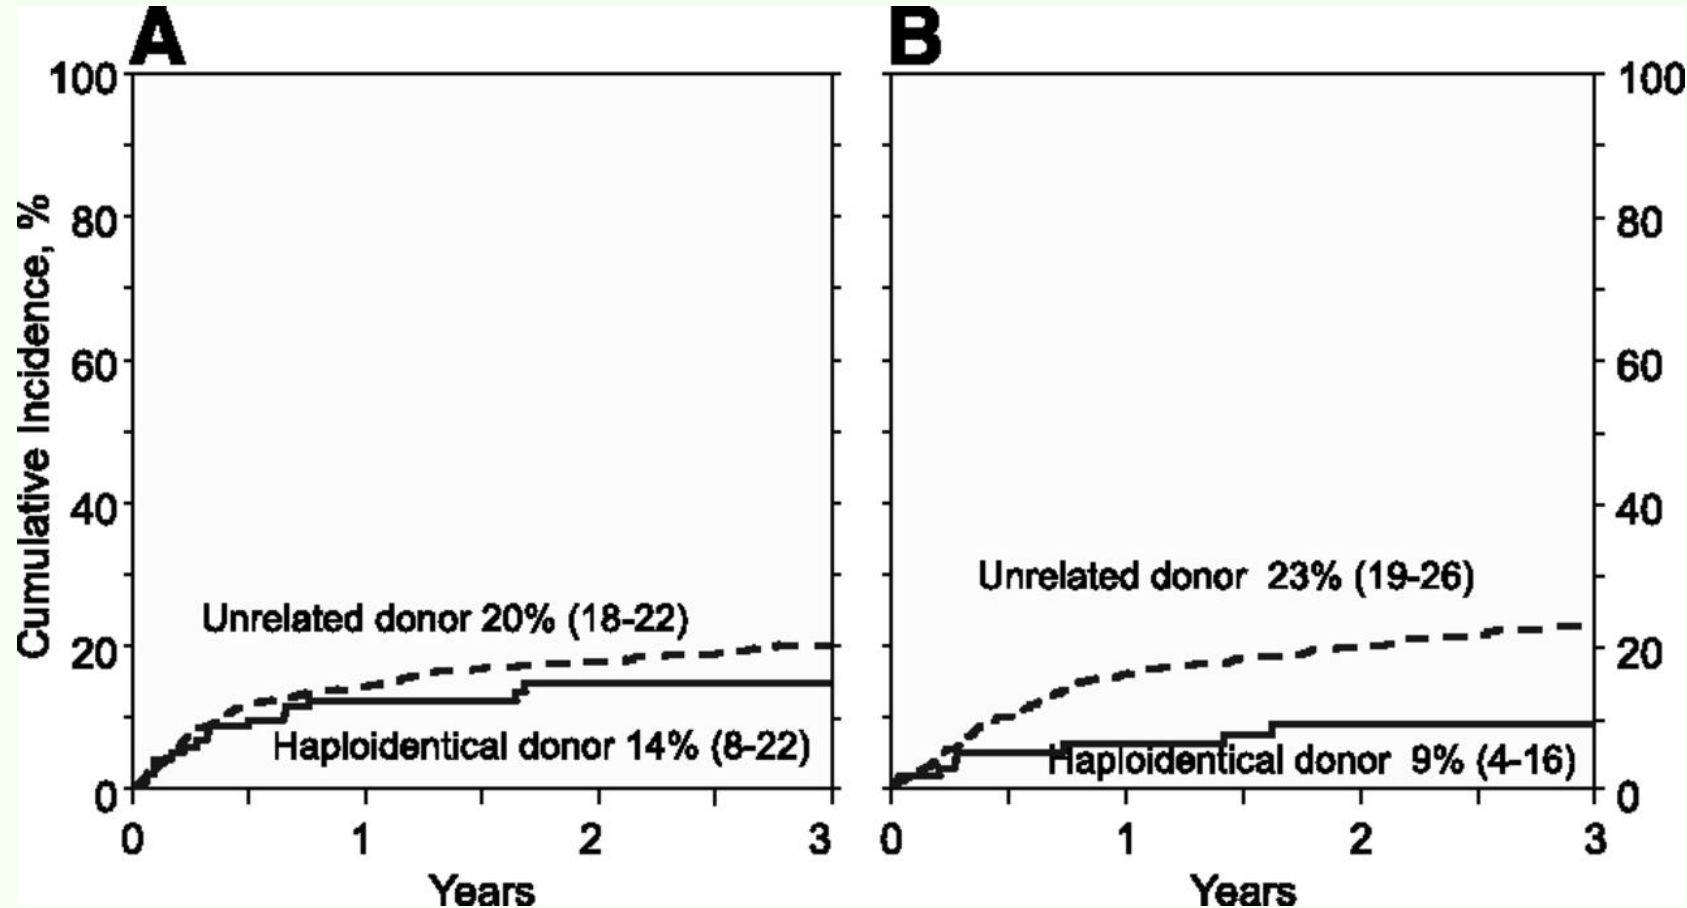 A
B
100
80
60
40
20
0
Cumulative Incidence, %
Unrelated donor 20% (18-22)
Haploidentical donor 14% (8-22)
0 1 2 3
Years
Unrelated donor 23% (19-26)
Haploidentical donor 9% (4-16)
100
80
60
40
20
0
0 1 2 3
Years